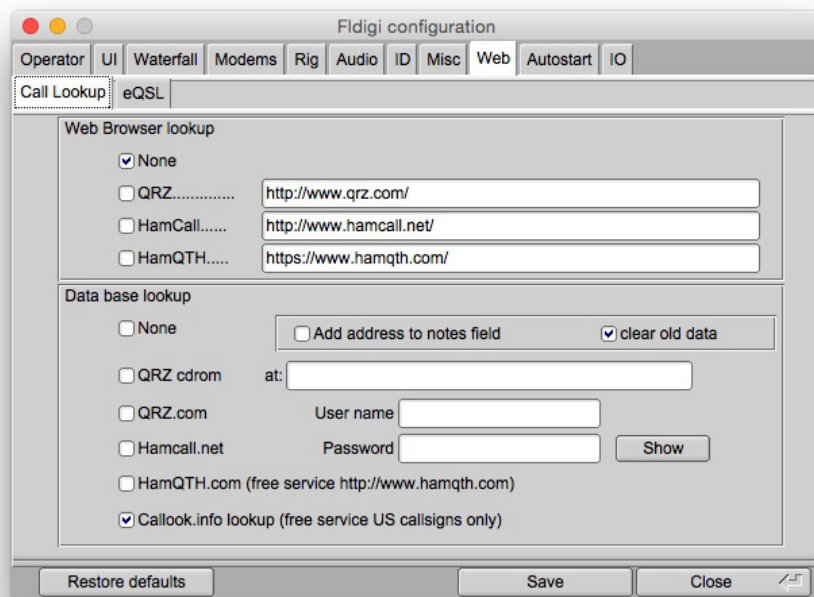 Fldigi configuration
Operator UI Waterfall Modems Rig Audio ID Misc Web Autostart IO
Call Lookup eQSL
Web Browser lookup
None
QRZ.............. http://www.qrz.com/
HamCall...... http://www.hamcall.net/
HamQTH..... https://www.hamqth.com/
Data base lookup
None Add address to notes field clear old data
QRZ cdrom at:
QRZ.com User name
Hamcall.net Password Show
HamQTH.com (free service http://www.hamqth.com)
Callook.info lookup (free service US callsigns only)
Restore defaults Save Close